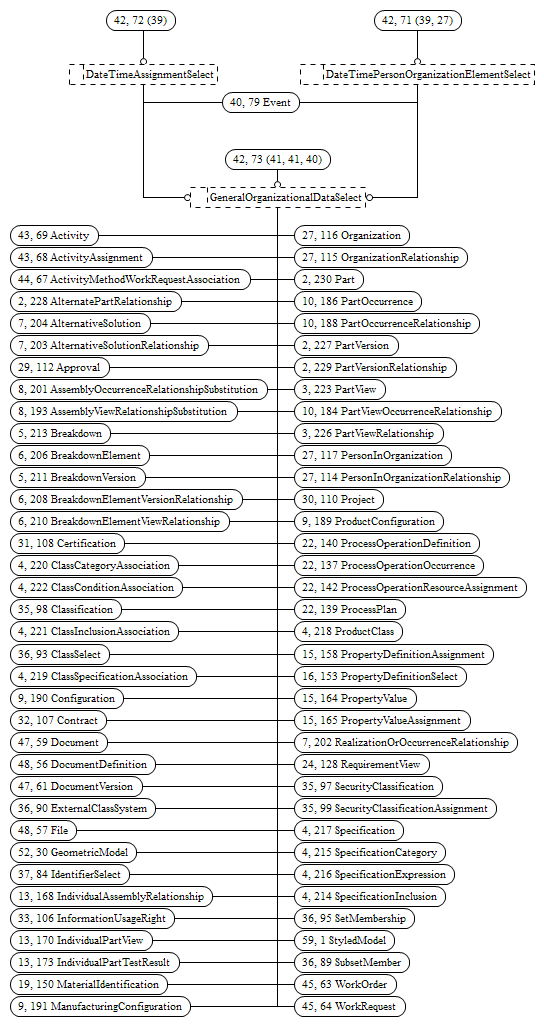 42, 72 (39)
42, 71 (39, 27)
DateTimeAssignmentSelect
DateTimePersonOrganizationElementSelect
40, 79 Event
42, 73 (41, 41, 40)
GeneralOrganizationalDataSelect
43, 69 Activity
27, 116 Organization
43, 68 ActivityAssignment
27, 115 OrganizationRelationship
44, 67 ActivityMethodWorkRequestAssociation
2, 230 Part
2, 228 AlternatePartRelationship
10, 186 PartOccurrence
7, 204 AlternativeSolution
10, 188 PartOccurrenceRelationship
7, 203 AlternativeSolutionRelationship
2, 227 PartVersion
29, 112 Approval
2, 229 PartVersionRelationship
8, 201 AssemblyOccurrenceRelationshipSubstitution
3, 223 PartView
8, 193 AssemblyViewRelationshipSubstitution
10, 184 PartViewOccurrenceRelationship
5, 213 Breakdown
3, 226 PartViewRelationship
6, 206 BreakdownElement
27, 117 PersonInOrganization
5, 211 BreakdownVersion
27, 114 PersonInOrganizationRelationship
6, 208 BreakdownElementVersionRelationship
30, 110 Project
6, 210 BreakdownElementViewRelationship
9, 189 ProductConfiguration
31, 108 Certification
22, 140 ProcessOperationDefinition
4, 220 ClassCategoryAssociation
22, 137 ProcessOperationOccurrence
4, 222 ClassConditionAssociation
22, 142 ProcessOperationResourceAssignment
35, 98 Classification
22, 139 ProcessPlan
4, 221 ClassInclusionAssociation
4, 218 ProductClass
36, 93 ClassSelect
15, 158 PropertyDefinitionAssignment
4, 219 ClassSpecificationAssociation
16, 153 PropertyDefinitionSelect
9, 190 Configuration
15, 164 PropertyValue
32, 107 Contract
15, 165 PropertyValueAssignment
47, 59 Document
7, 202 RealizationOrOccurrenceRelationship
48, 56 DocumentDefinition
24, 128 RequirementView
47, 61 DocumentVersion
35, 97 SecurityClassification
36, 90 ExternalClassSystem
35, 99 SecurityClassificationAssignment
48, 57 File
4, 217 Specification
52, 30 GeometricModel
4, 215 SpecificationCategory
37, 84 IdentifierSelect
4, 216 SpecificationExpression
13, 168 IndividualAssemblyRelationship
4, 214 SpecificationInclusion
33, 106 InformationUsageRight
36, 95 SetMembership
13, 170 IndividualPartView
59, 1 StyledModel
13, 173 IndividualPartTestResult
36, 89 SubsetMember
19, 150 MaterialIdentification
45, 63 WorkOrder
9, 191 ManufacturingConfiguration
45, 64 WorkRequest